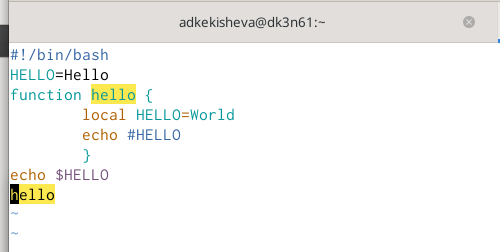 adkekisheva@dk3n61:~
#!/bin/bash
HELLO=Hello
function hello {
        local HELLO=World
        echo #HELLO
        }
echo $HELLO
hello
~
~